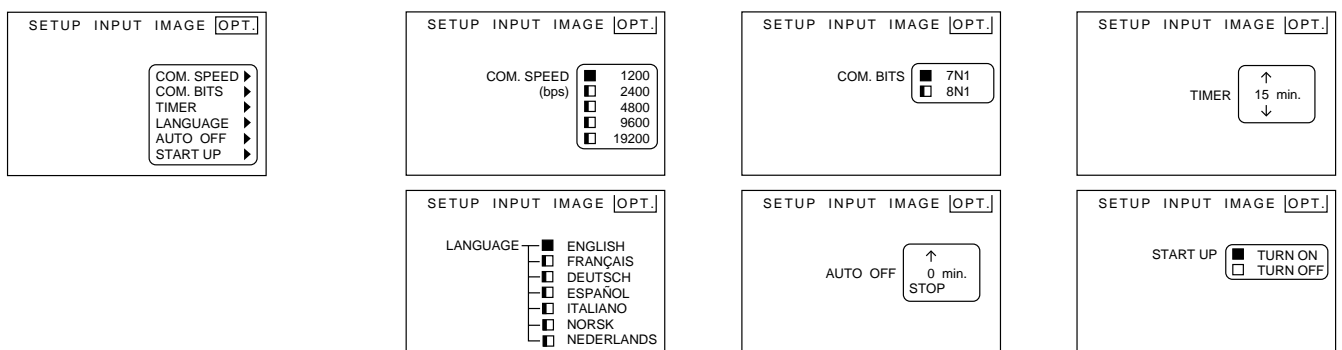 SETUP INPUT IMAGE OPT.
COM. SPEED
COM. BITS
TIMER
LANGUAGE
AUTO OFF
START UP
SETUP INPUT IMAGE OPT.
COM. SPEED 1200
(bps) 2400
4800
9600
19200
SETUP INPUT IMAGE OPT.
COM. BITS 7N1
8N1
SETUP INPUT IMAGE OPT.
↑
TIMER 15 min.
↓
SETUP INPUT IMAGE OPT.
LANGUAGE ENGLISH
FRANÇAIS
DEUTSCH
ESPAÑOL
ITALIANO
NORSK
NEDERLANDS
SETUP INPUT IMAGE OPT.
↑
AUTO OFF 0 min.
STOP
SETUP INPUT IMAGE OPT.
START UP TURN ON
TURN OFF